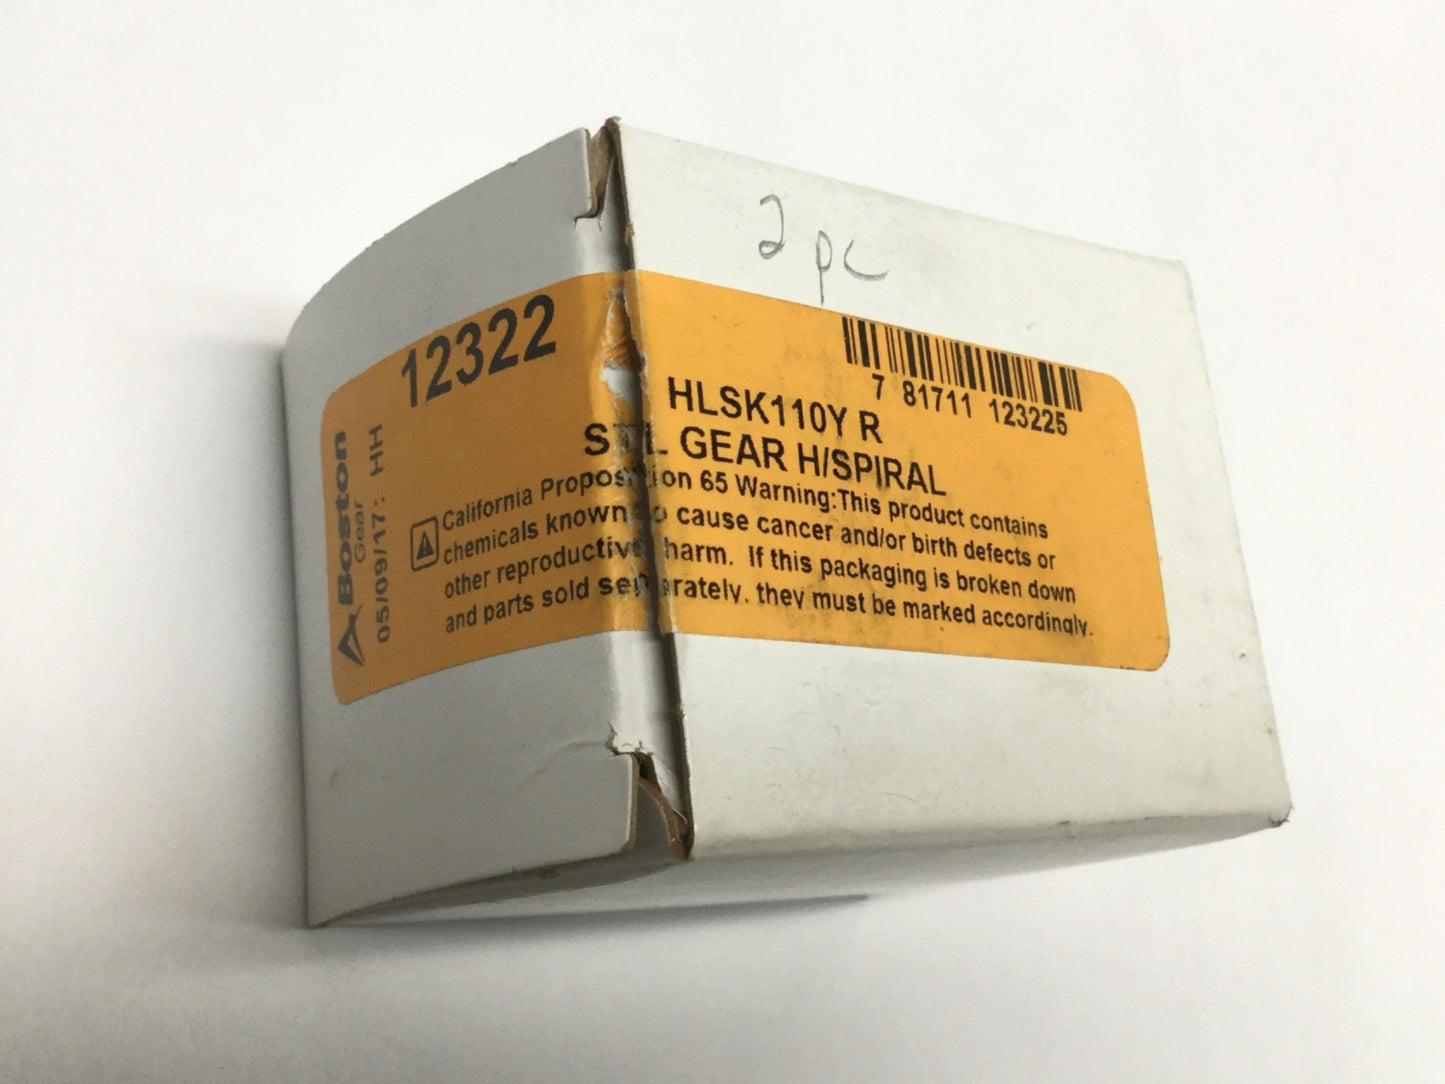 2 pc
12322
7 81711 123225
HLSK110Y R
STL GEAR H/SPIRAL
California Proposition 65 Warning:This product contains
chemicals known to cause cancer and/or birth defects or
other reproductive harm. If this packaging is broken down
and parts sold separately. they must be marked accordingly.
Boston
Gear
05/09/17: HH